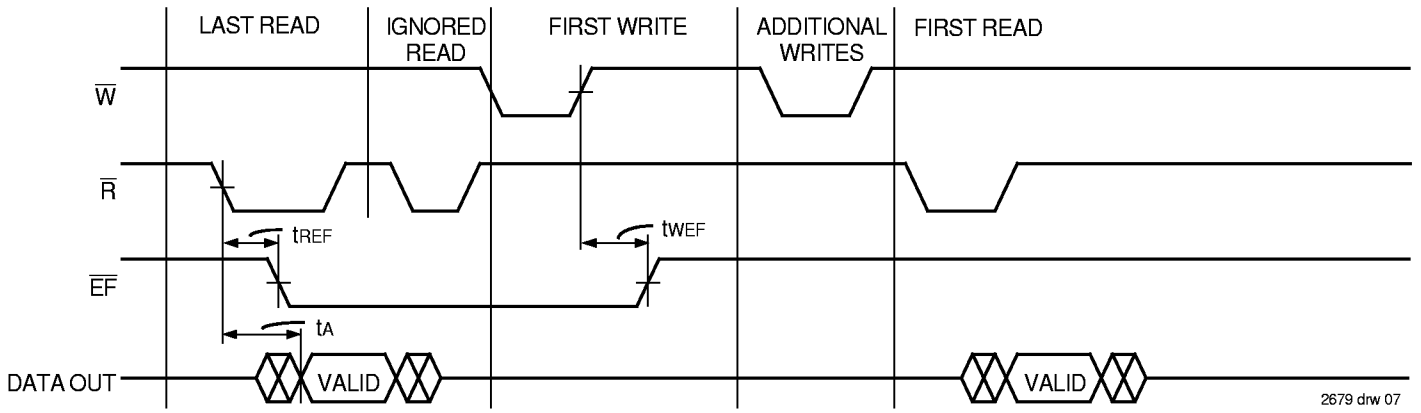 LAST READ
IGNORED
READ
FIRST WRITE
ADDITIONAL
WRITES
FIRST READ
W
R
tREF
tWEF
EF
tA
DATA OUT
VALID
VALID
2679 drw 07